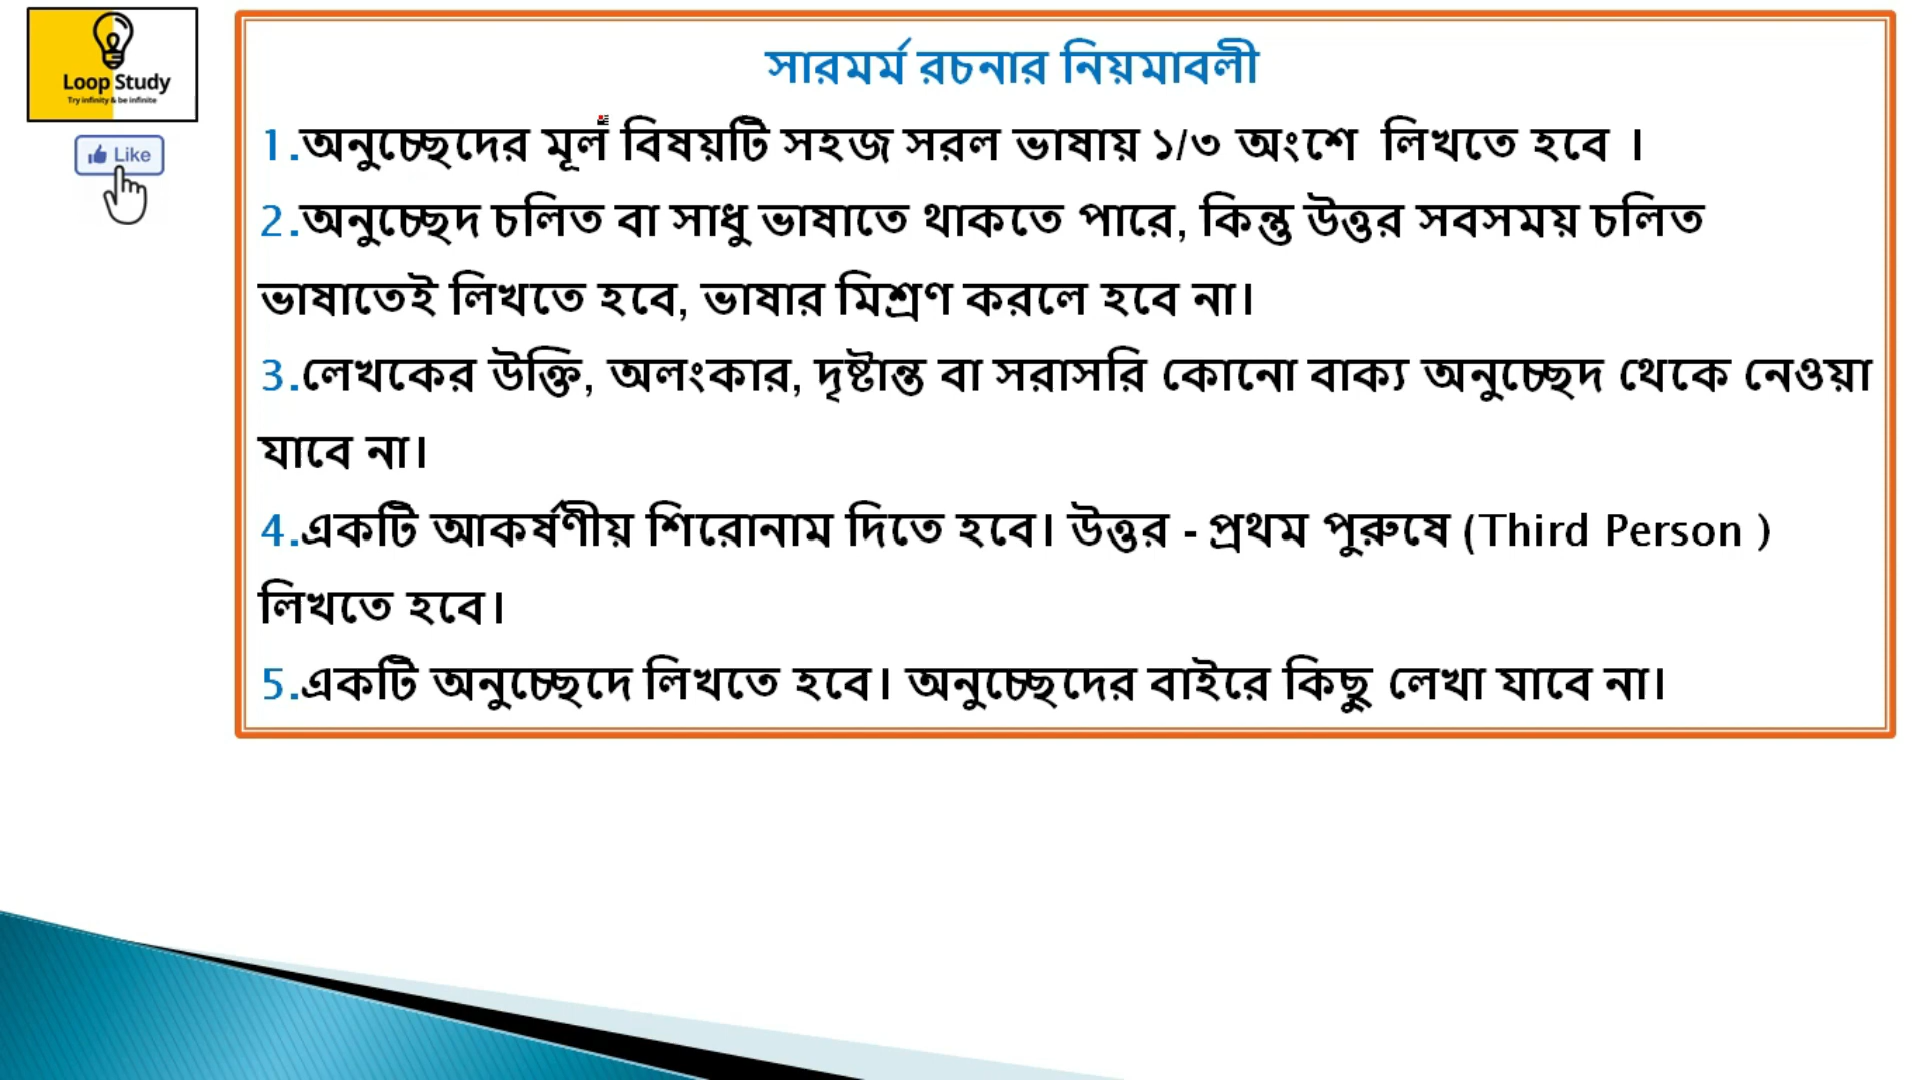 Loop Study
Try infinity & be infinite
Like
সারমর্ম রচনার নিয়মাবলী
1.অনুচ্ছেদের মূল বিষয়টি সহজ সরল ভাষায় ১/৩ অংশে লিখতে হবে ।
2.অনুচ্ছেদ চলিত বা সাধু ভাষাতে থাকতে পারে, কিন্তু উত্তর সবসময় চলিত
ভাষাতেই লিখতে হবে, ভাষার মিশ্রণ করলে হবে না।
3.লেখকের উক্তি, অলংকার, দৃষ্টান্ত বা সরাসরি কোনো বাক্য অনুচ্ছেদ থেকে নেওয়া
যাবে না।
4.একটি আকর্ষণীয় শিরোনাম দিতে হবে। উত্তর - প্রথম পুরুষে (Third Person )
লিখতে হবে।
5.একটি অনুচ্ছেদে লিখতে হবে। অনুচ্ছেদের বাইরে কিছু লেখা যাবে না।